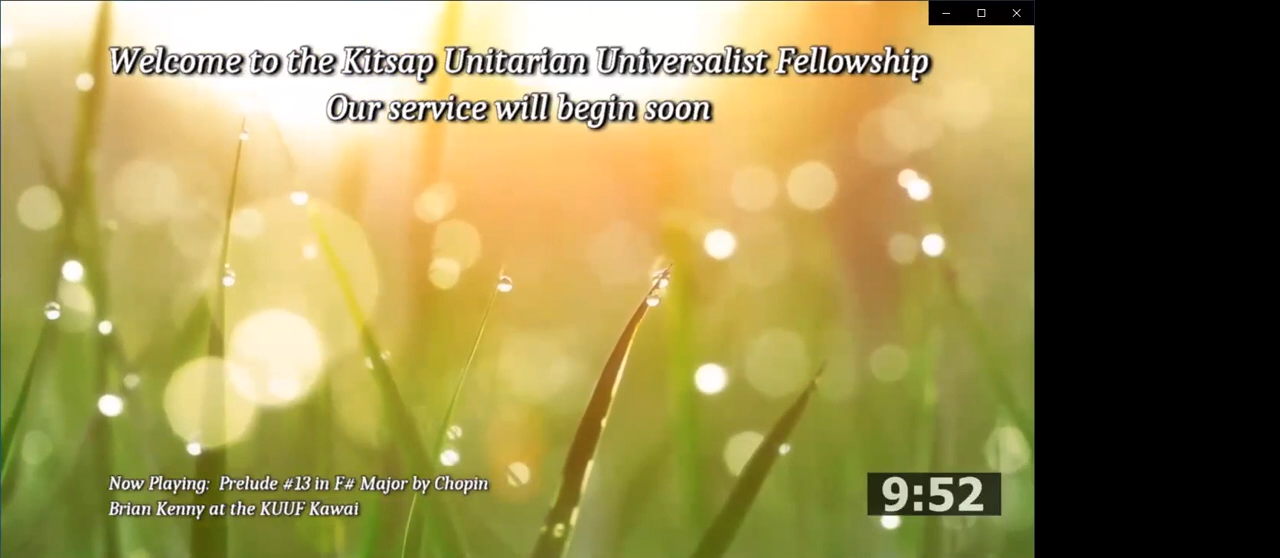 Welcome to the Kitsap Unitarian Universalist Fellowship
Our service will begin soon
Now Playing:  Prelude #13 in F# Major by Chopin
Brian Kenny at the KUUF Kawai
9:52